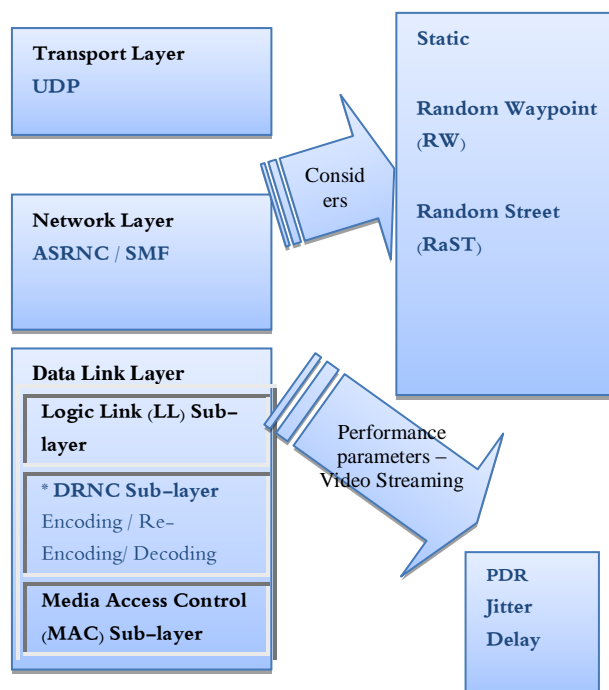 Transport Layer
UDP
Network Layer
ASRNC / SMF
Data Link Layer
Logic Link (LL) Sub-
layer
* DRNC Sub-layer
Encoding / Re-
Encoding/ Decoding
Media Access Control
(MAC) Sub-layer
Consid
ers
Static
Random Waypoint
(RW)
Random Street
(RaST)
Performance
parameters –
Video Streaming
PDR
Jitter
Delay